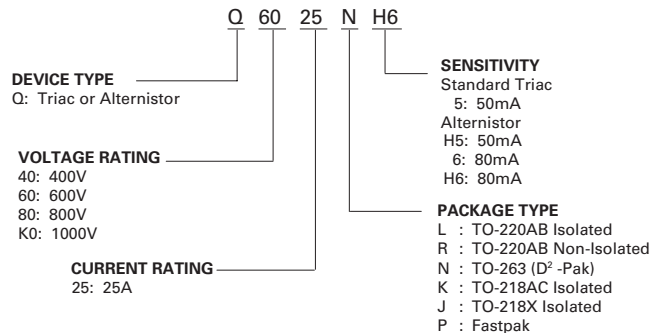 Q 60 25 N H6
DEVICE TYPE
Q: Triac or Alternistor
VOLTAGE RATING
40: 400V
60: 600V
80: 800V
K0: 1000V
CURRENT RATING
25: 25A
SENSITIVITY
Standard Triac
5: 50mA
Alternistor
H5: 50mA
6: 80mA
H6: 80mA
PACKAGE TYPE
L : TO-220AB Isolated
R : TO-220AB Non-Isolated
N : TO-263 (D² -Pak)
K : TO-218AC Isolated
J : TO-218X Isolated
P : Fastpak